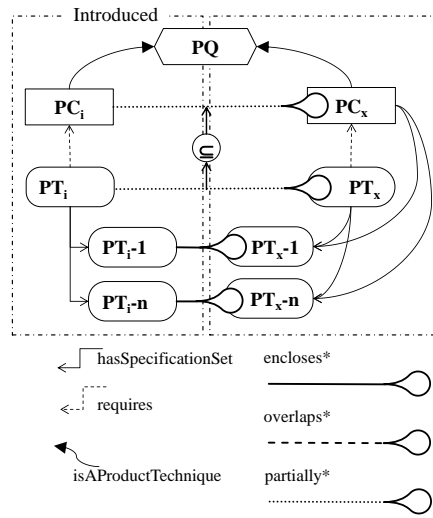 Introduced
PQ
PCi
PCx
⊆
PTi
PTx
PTi-1
PTx-1
PTi-n
PTx-n
hasSpecificationSet
encloses*
requires
overlaps*
isAProductTechnique
partially*